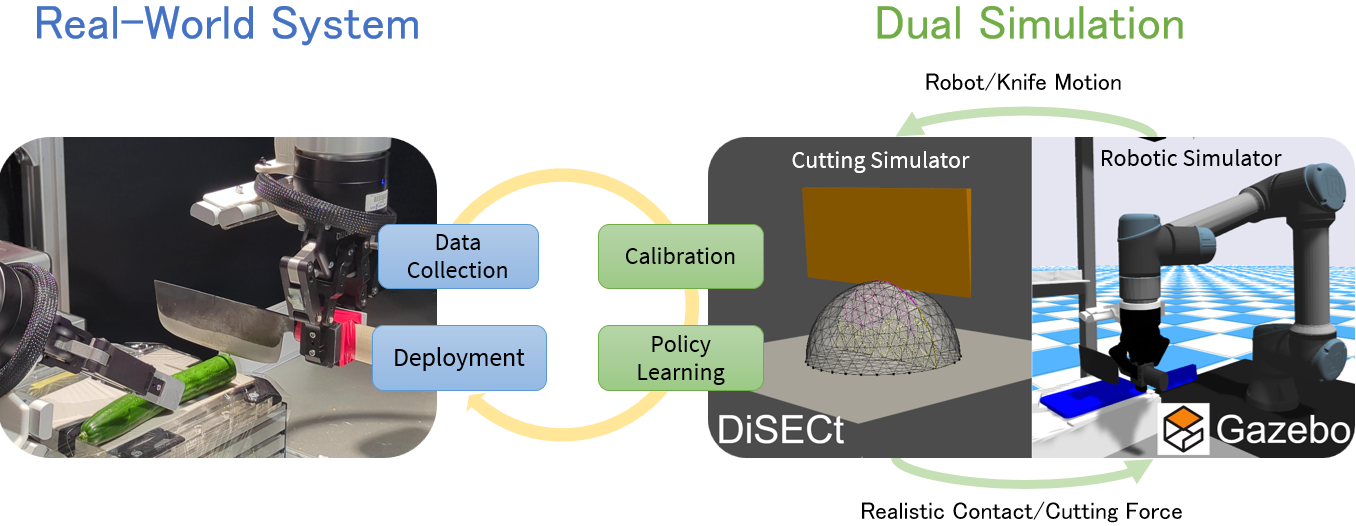 Real-World System
Dual Simulation
Robot/Knife Motion
Cutting Simulator
Robotic Simulator
Data
Collection
Calibration
Deployment
Policy
Learning
DiSECt
Gazebo
Realistic Contact/Cutting Force